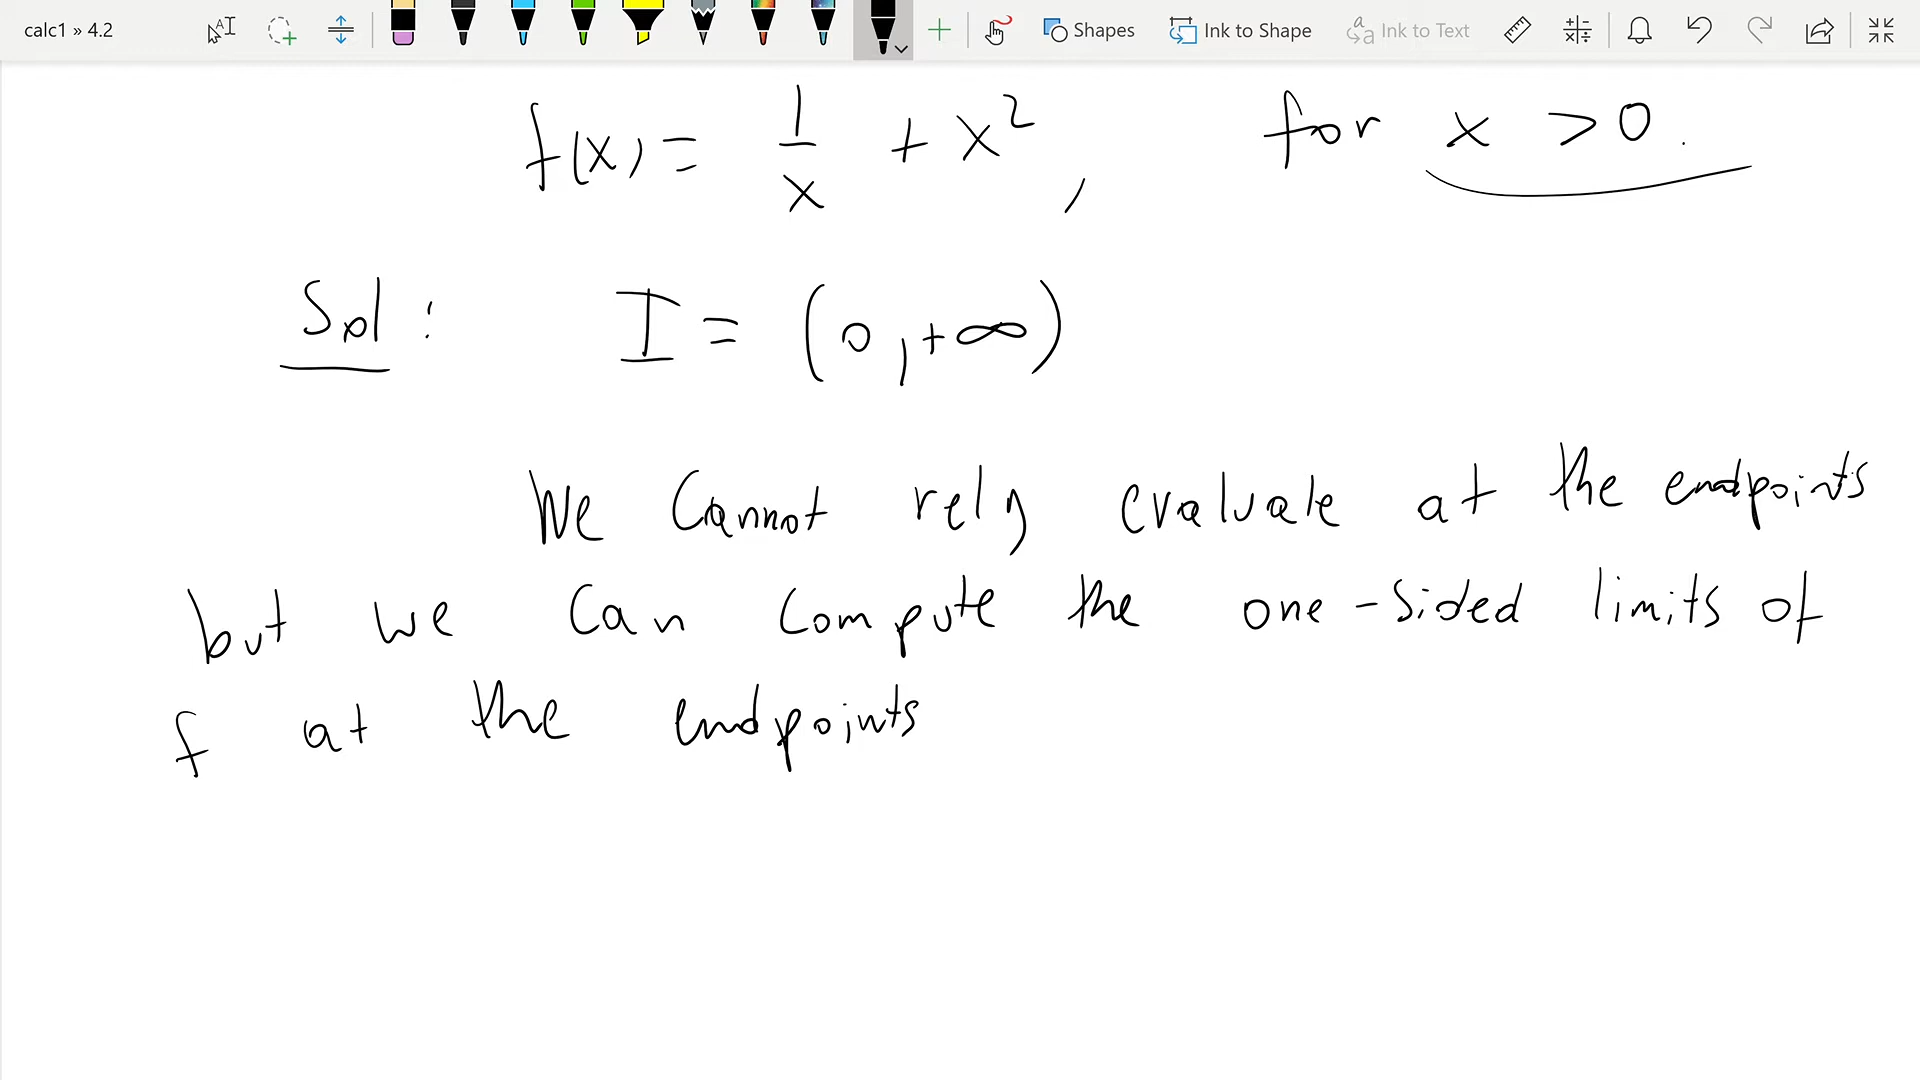 calc1 » 4.2 Shapes Ink to Shape Ink to Text
f(x) = 1/x + x², for x > 0.
Sol : I = (0, +∞)
We Cannot rely evaluate at the endpoints
but we can compute the one-sided limits of
f at the endpoints